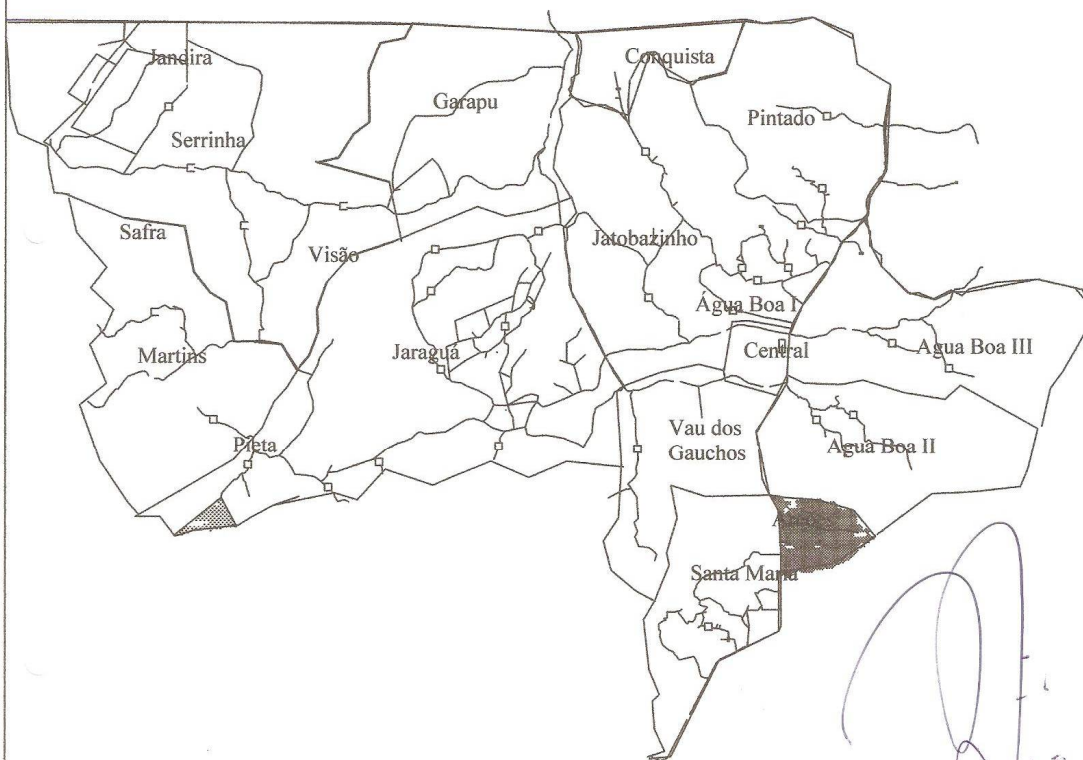 Jandira
Conquista
Garapu
Pintado
Serrinha
Safra
Visão
Jatobazinho
Água Boa I
Martins
Jaraguá
Central
Agua Boa III
Vau dos
Gauchos
Pieta
Agua Boa II
Santa Maria